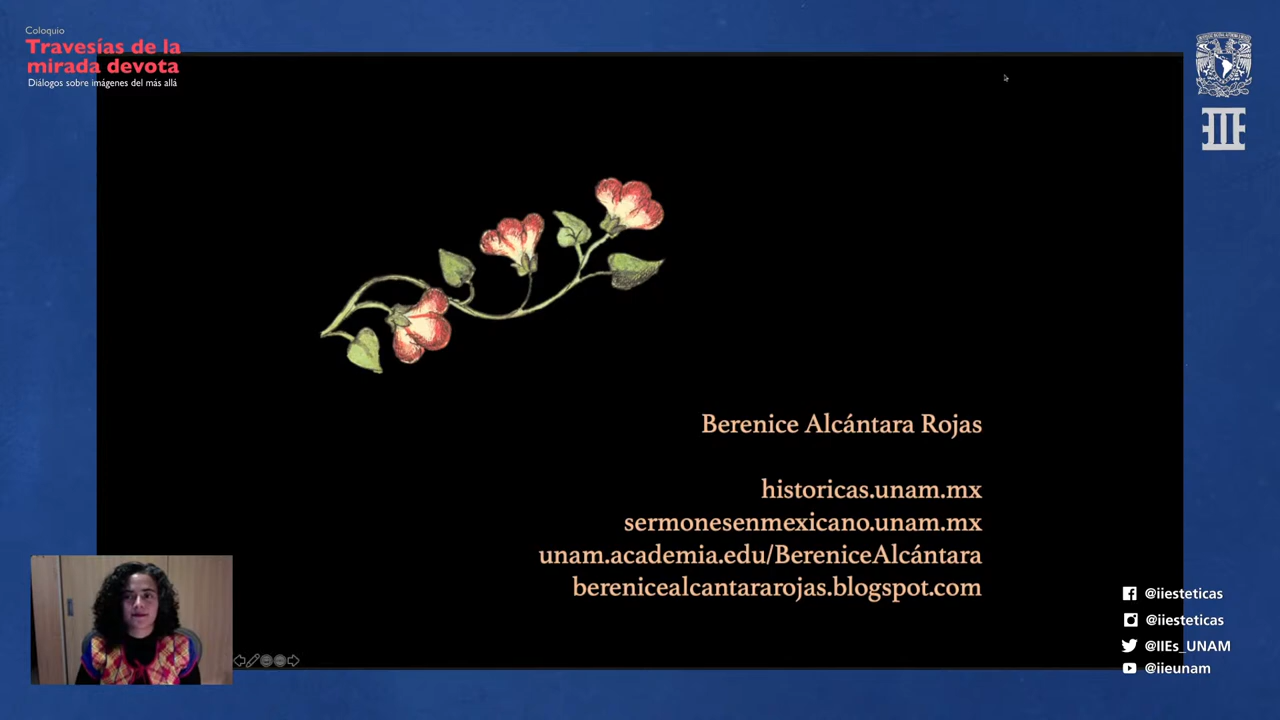 Coloquio
Travesías de la
mirada devota
Diálogos sobre imágenes del más allá
Berenice Alcántara Rojas
historicas.unam.mx
sermonesenmexicano.unam.mx
unam.academia.edu/BereniceAlcántara
berenicealcantararojas.blogspot.com
@iiesteticas
@iiesteticas
@IIEs_UNAM
@iieunam